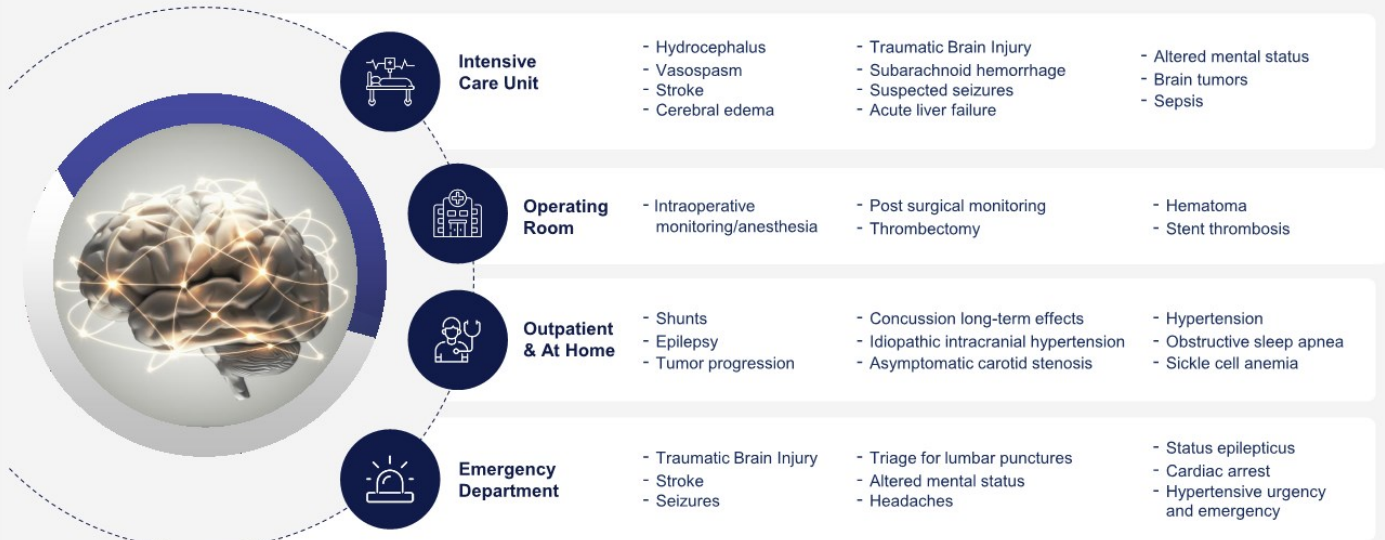 Intensive
Care Unit
- Hydrocephalus
- Vasospasm
- Stroke
- Cerebral edema
- Traumatic Brain Injury
- Subarachnoid hemorrhage
- Suspected seizures
- Acute liver failure
- Altered mental status
- Brain tumors
- Sepsis
Operating
Room
- Intraoperative
monitoring/anesthesia
- Post surgical monitoring
- Thrombectomy
- Hematoma
- Stent thrombosis
Outpatient
& At Home
- Shunts
- Epilepsy
- Tumor progression
- Concussion long-term effects
- Idiopathic intracranial hypertension
- Asymptomatic carotid stenosis
- Hypertension
- Obstructive sleep apnea
- Sickle cell anemia
Emergency
Department
- Traumatic Brain Injury
- Stroke
- Seizures
- Triage for lumbar punctures
- Altered mental status
- Headaches
- Status epilepticus
- Cardiac arrest
- Hypertensive urgency
and emergency